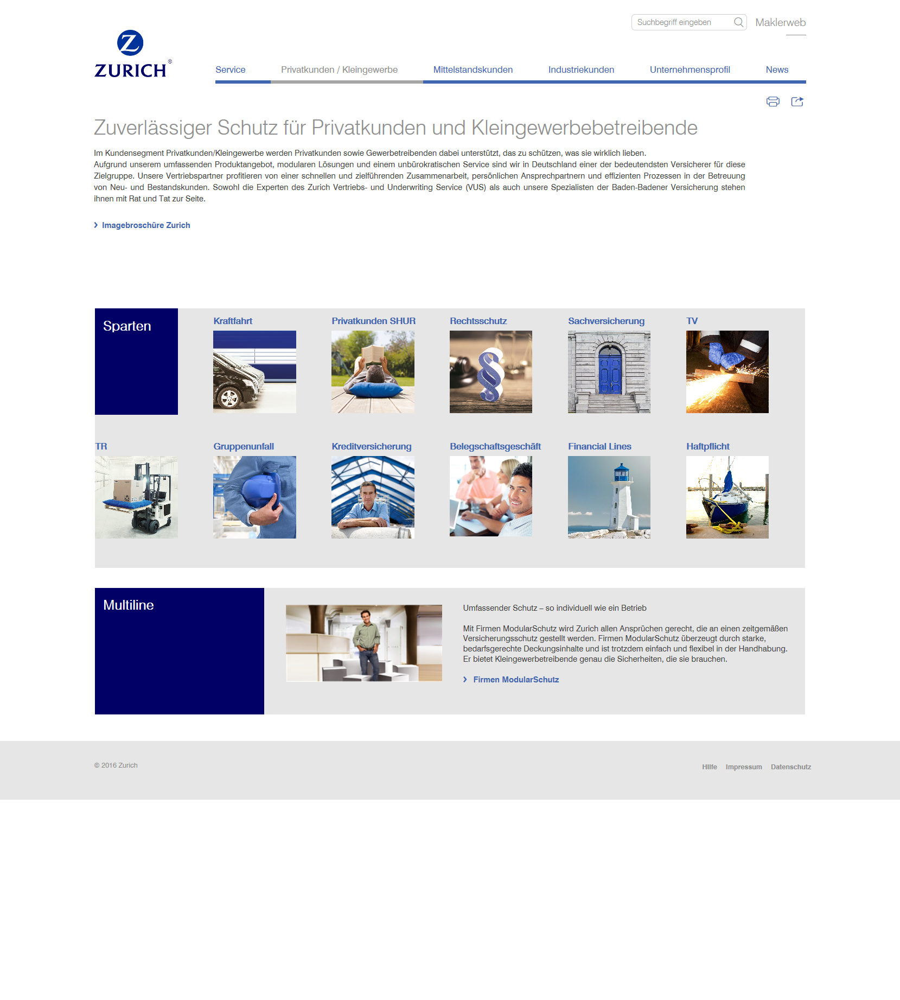 Suchbegriff eingeben
Maklerweb
Z
ZURICH®
Service
Privatkunden / Kleingewerbe
Mittelstandskunden
Industriekunden
Unternehmensprofil
News
Zuverlässiger Schutz für Privatkunden und Kleingewerbebetreibende
Im Kundensegment Privatkunden/Kleingewerbe werden Privatkunden sowie Gewerbetreibenden dabei unterstützt, das zu schützen, was sie wirklich lieben.
Aufgrund unserem umfassenden Produktangebot, modularen Lösungen und einem unbürokratischen Service sind wir in Deutschland einer der bedeutendsten Versicherer für diese
Zielgruppe. Unsere Vertriebspartner profitieren von einer schnellen und zielführenden Zusammenarbeit, persönlichen Ansprechpartnern und effizienten Prozessen in der Betreuung
von Neu- und Bestandskunden. Sowohl die Experten des Zurich Vertriebs- und Underwriting Service (VUS) als auch unsere Spezialisten der Baden-Badener Versicherung stehen
ihnen mit Rat und Tat zur Seite.
Imagebroschüre Zurich
Sparten
Kraftfahrt
Privatkunden SHUR
Rechtsschutz
Sachversicherung
TV
TR
Gruppenunfall
Kreditversicherung
Belegschaftsgeschäft
Financial Lines
Haftpflicht
Multiline
Umfassender Schutz – so individuell wie ein Betrieb
Mit Firmen ModularSchutz wird Zurich allen Ansprüchen gerecht, die an einen zeitgemäßen
Versicherungsschutz gestellt werden. Firmen ModularSchutz überzeugt durch starke,
bedarfsgerechte Deckungsinhalte und ist trotzdem einfach und flexibel in der Handhabung.
Er bietet Kleingewerbetreibende genau die Sicherheiten, die sie brauchen.
Firmen ModularSchutz
© 2016 Zurich
HIlfe
Impressum
Datenschutz